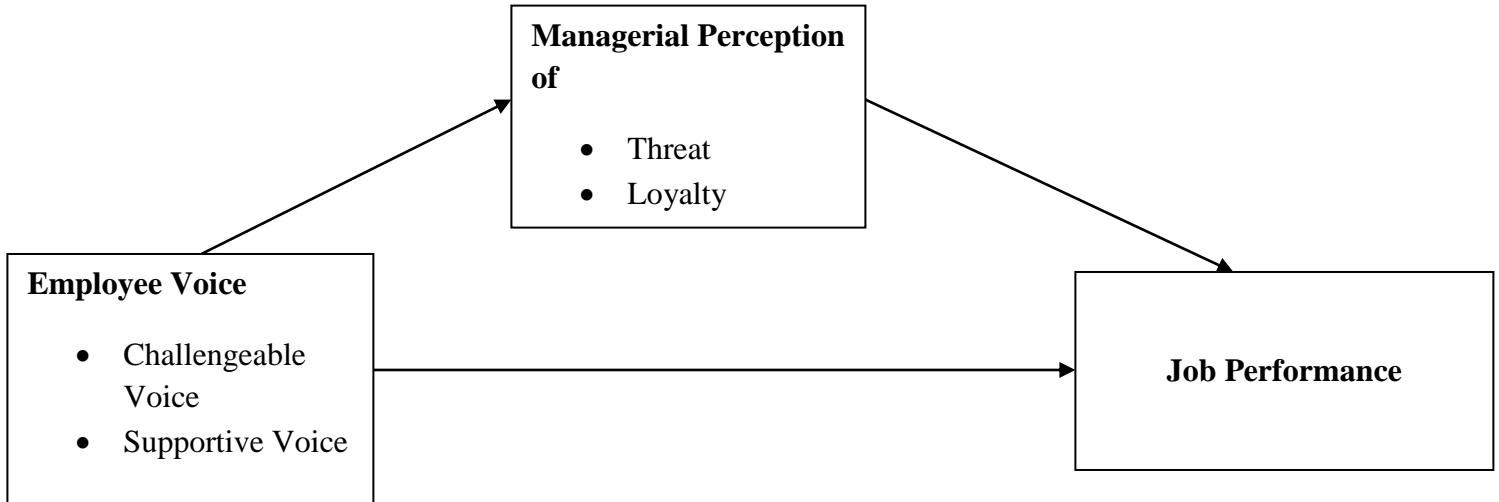 Managerial Perception
of
• Threat
• Loyalty
Employee Voice
• Challengeable
Voice
• Supportive Voice
Job Performance